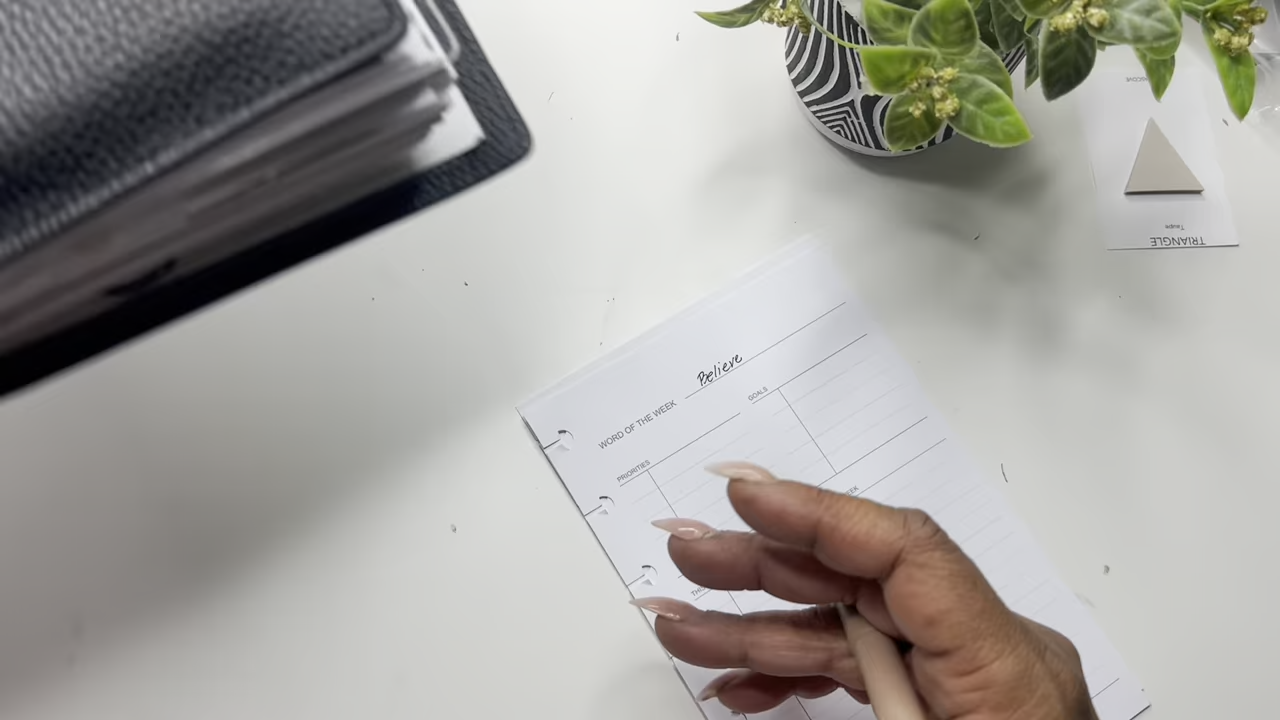 Taupe
TRIANGLE
Believe
WORD OF THE WEEK
GOALS
PRIORITIES